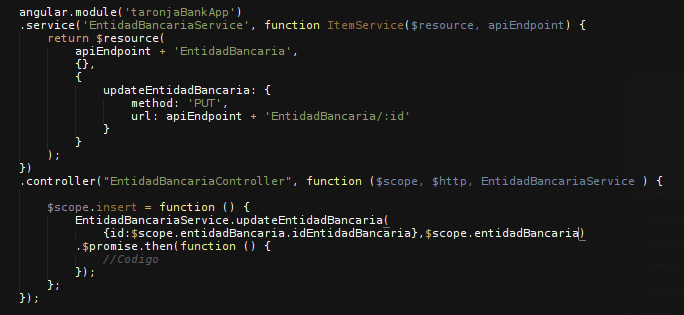 angular.module('taronjaBankApp')
.service('EntidadBancariaService', function ItemService($resource, apiEndpoint) {
return $resource(
apiEndpoint + 'EntidadBancaria',
{},
{
updateEntidadBancaria: {
method: 'PUT',
url: apiEndpoint + 'EntidadBancaria/:id'
}
}
);
})
.controller("EntidadBancariaController", function ($scope, $http, EntidadBancariaService ) {
$scope.insert = function () {
EntidadBancariaService.updateEntidadBancaria(
{id:$scope.entidadBancaria.idEntidadBancaria},$scope.entidadBancaria)
.$promise.then(function () {
//Codigo
});
};
});